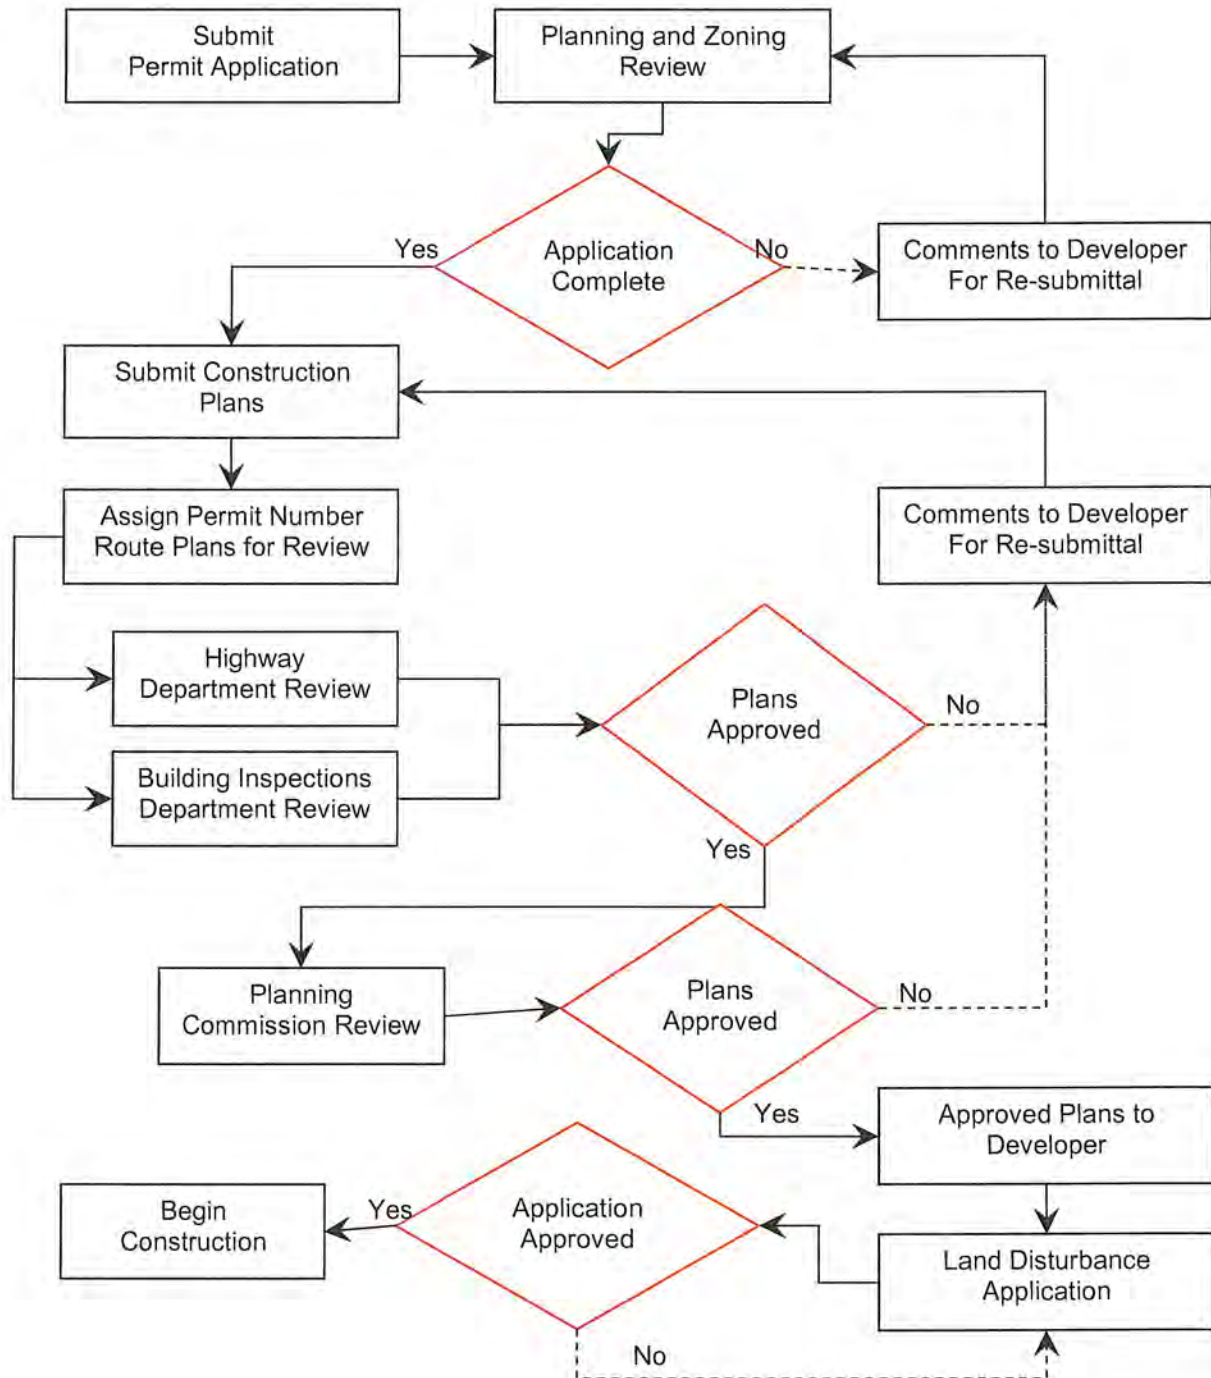 Submit
Permit Application
Planning and Zoning
Review
Yes
Application
Complete
No
Comments to Developer
For Re-submittal
Submit Construction
Plans
Assign Permit Number
Route Plans for Review
Comments to Developer
For Re-submittal
Highway
Department Review
Plans
Approved
No
Building Inspections
Department Review
Yes
Planning
Commission Review
Plans
Approved
No
Yes
Approved Plans to
Developer
Begin
Construction
Yes
Application
Approved
Land Disturbance
Application
No